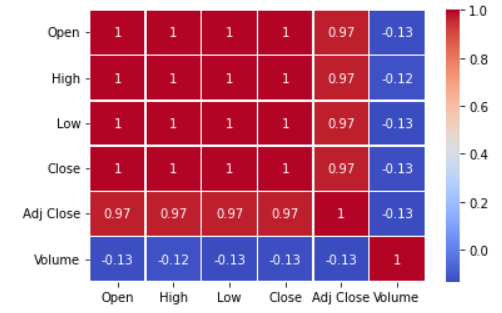 1.0
Open 1 1 1 1 0.97 -0.13
0.8
High 1 1 1 1 0.97 -0.12
0.6
Low 1 1 1 1 0.97 -0.13
0.4
Close 1 1 1 1 0.97 -0.13
0.2
Adj Close 0.97 0.97 0.97 0.97 1 -0.13
0.0
Volume -0.13 -0.12 -0.13 -0.13 -0.13 1
Open High Low Close Adj Close Volume